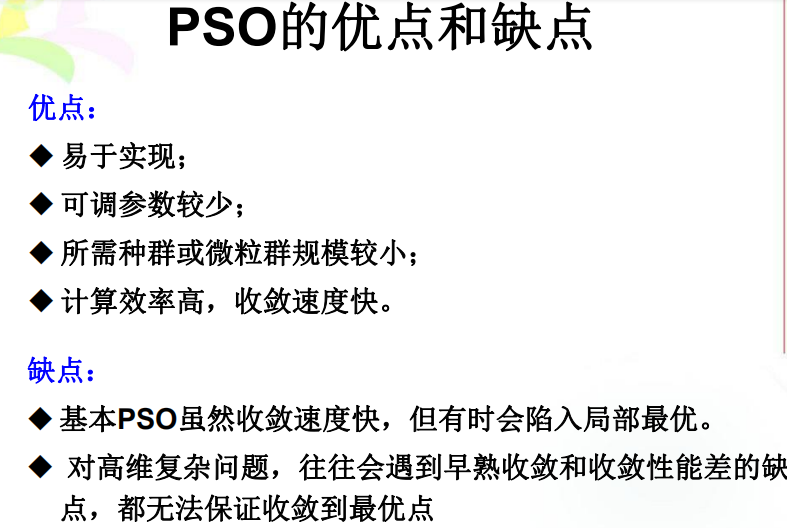 PSO的优点和缺点
优点：
◆ 易于实现；
◆ 可调参数较少；
◆ 所需种群或微粒群规模较小；
◆ 计算效率高，收敛速度快。
缺点：
◆ 基本PSO虽然收敛速度快，但有时会陷入局部最优。
◆ 对高维复杂问题，往往会遇到早熟收敛和收敛性能差的缺
点，都无法保证收敛到最优点